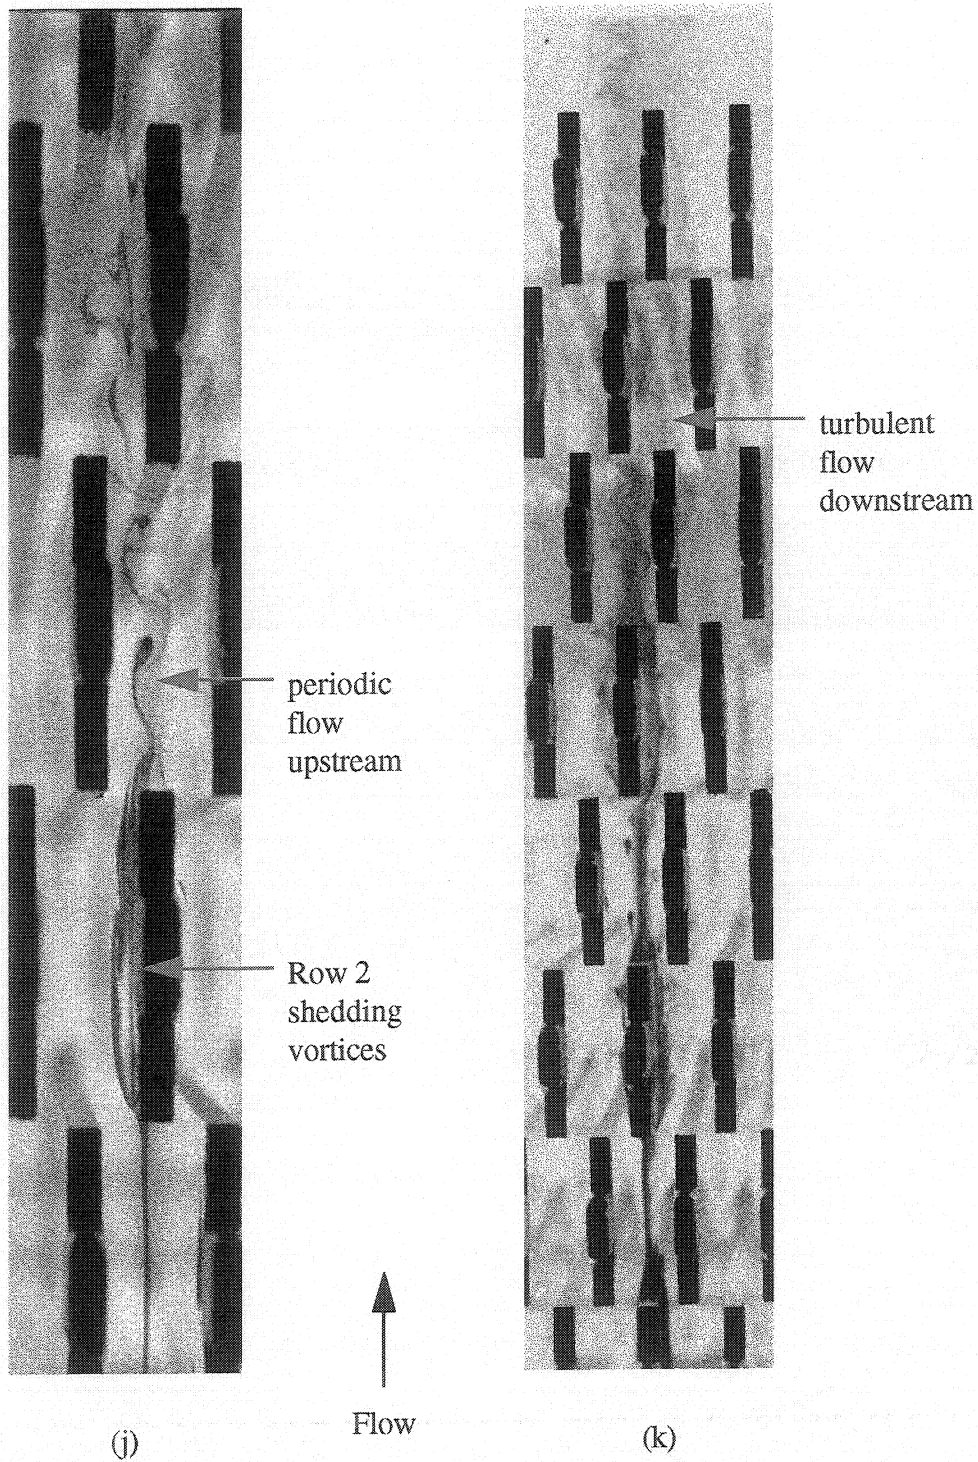 turbulent
flow
downstream
periodic
flow
upstream
Row 2
shedding
vortices
Flow
(j)
(k)